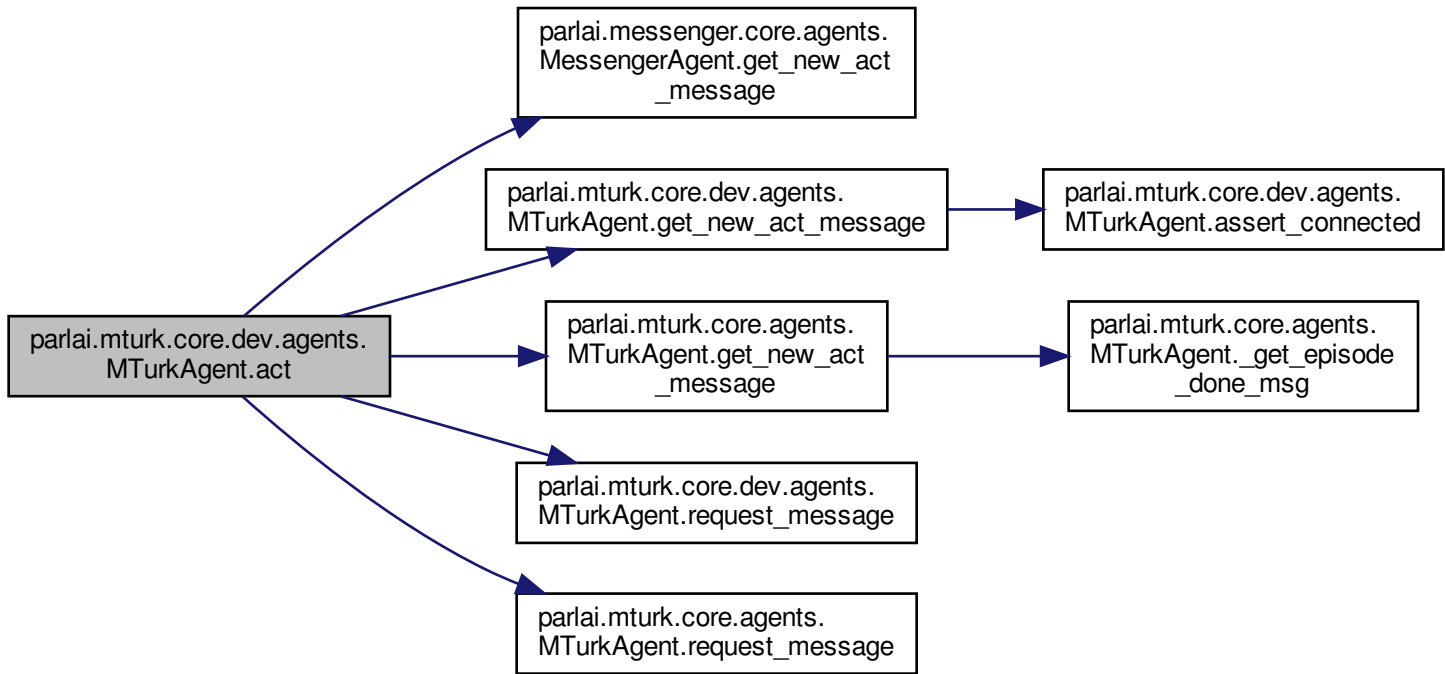 parlai.messenger.core.agents.
MessengerAgent.get_new_act
_message
parlai.mturk.core.dev.agents.
MTurkAgent.get_new_act_message
parlai.mturk.core.dev.agents.
MTurkAgent.assert_connected
parlai.mturk.core.dev.agents.
MTurkAgent.act
parlai.mturk.core.agents.
MTurkAgent.get_new_act
_message
parlai.mturk.core.agents.
MTurkAgent._get_episode
_done_msg
parlai.mturk.core.dev.agents.
MTurkAgent.request_message
parlai.mturk.core.agents.
MTurkAgent.request_message